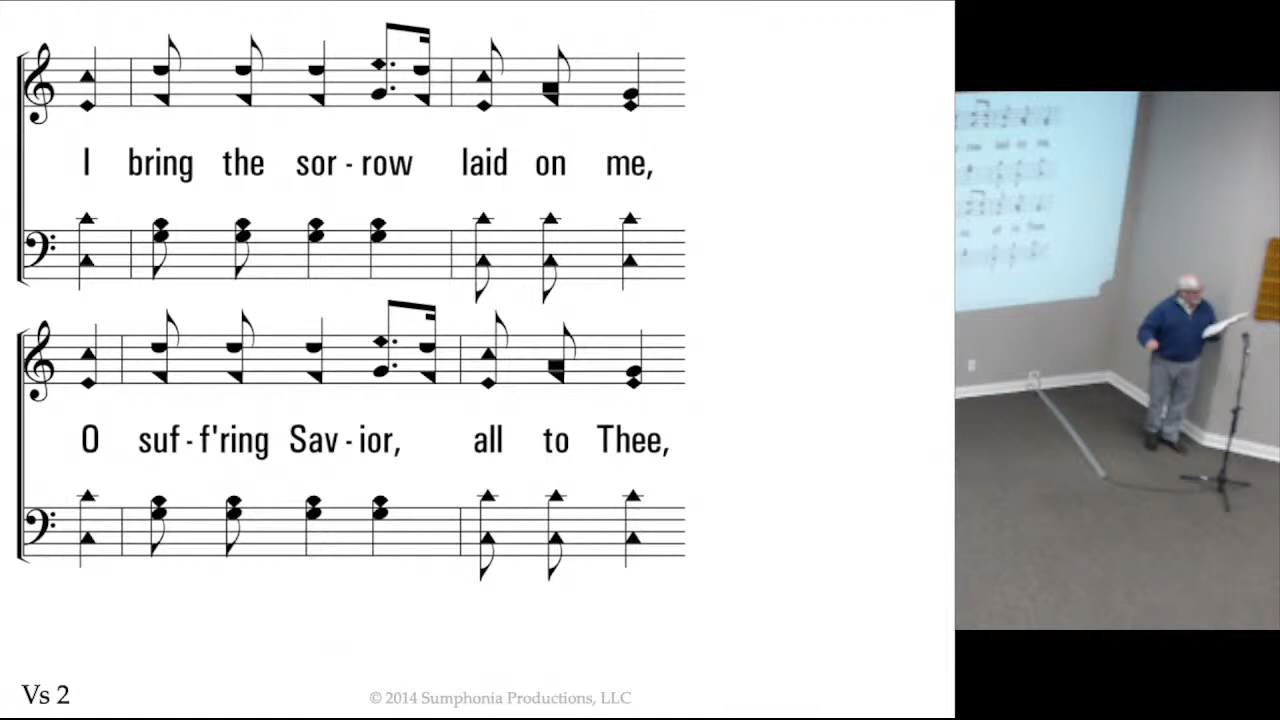 I bring the sor - row laid on me,
O suf - f'ring Sav - ior, all to Thee,
Vs 2
© 2014 Sumphonia Productions, LLC